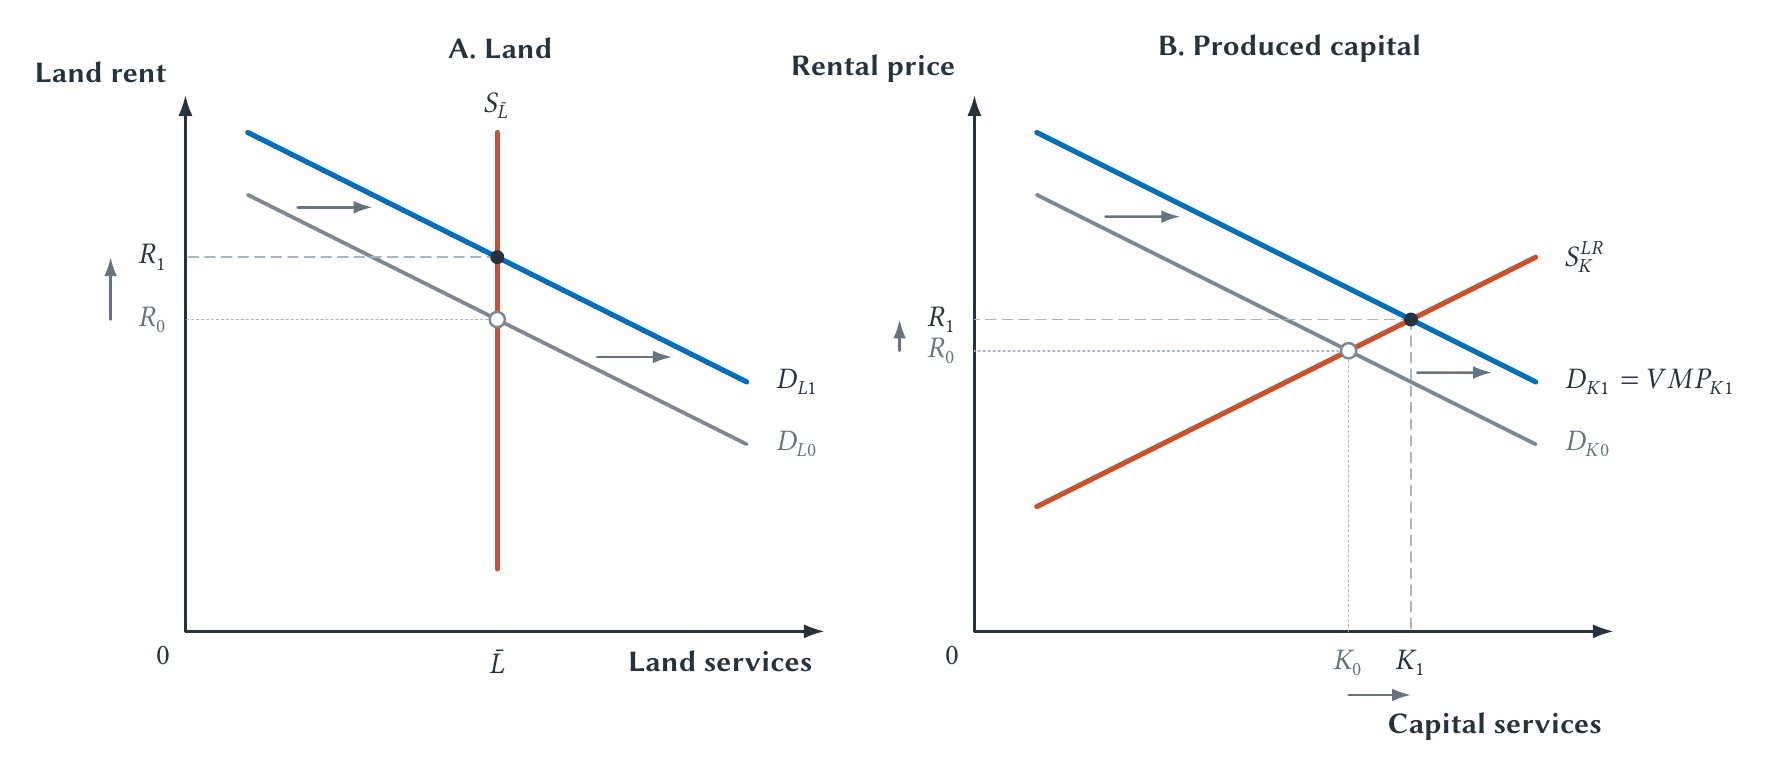 A. Land
Land rent
S_L̄
R₁
R₀
D_L1
D_L0
0
L̄
Land services
B. Produced capital
Rental price
S_K^LR
R₁
R₀
D_K1 = VMP_K1
D_K0
0
K₀
K₁
Capital services